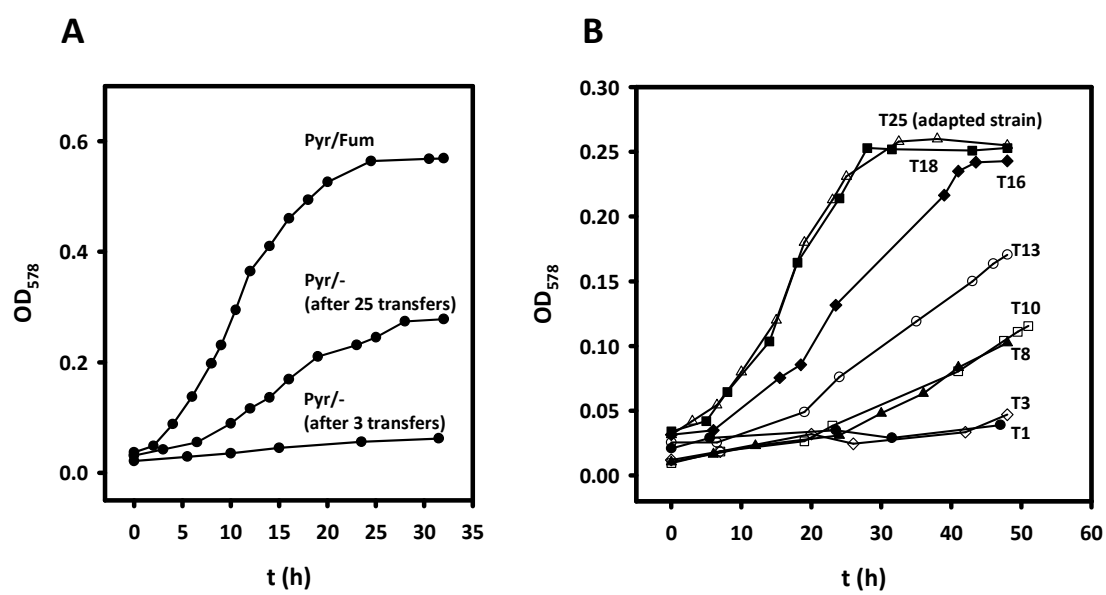 A
B
0.6
0.4
0.2
0.0
OD578
Pyr/Fum
Pyr/-
(after 25 transfers)
Pyr/-
(after 3 transfers)
0 5 10 15 20 25 30 35
t (h)
0.30
0.25
0.20
0.15
0.10
0.05
0.00
OD578
T25 (adapted strain)
T18
T16
T13
T10
T8
T3
T1
0 10 20 30 40 50 60
t (h)